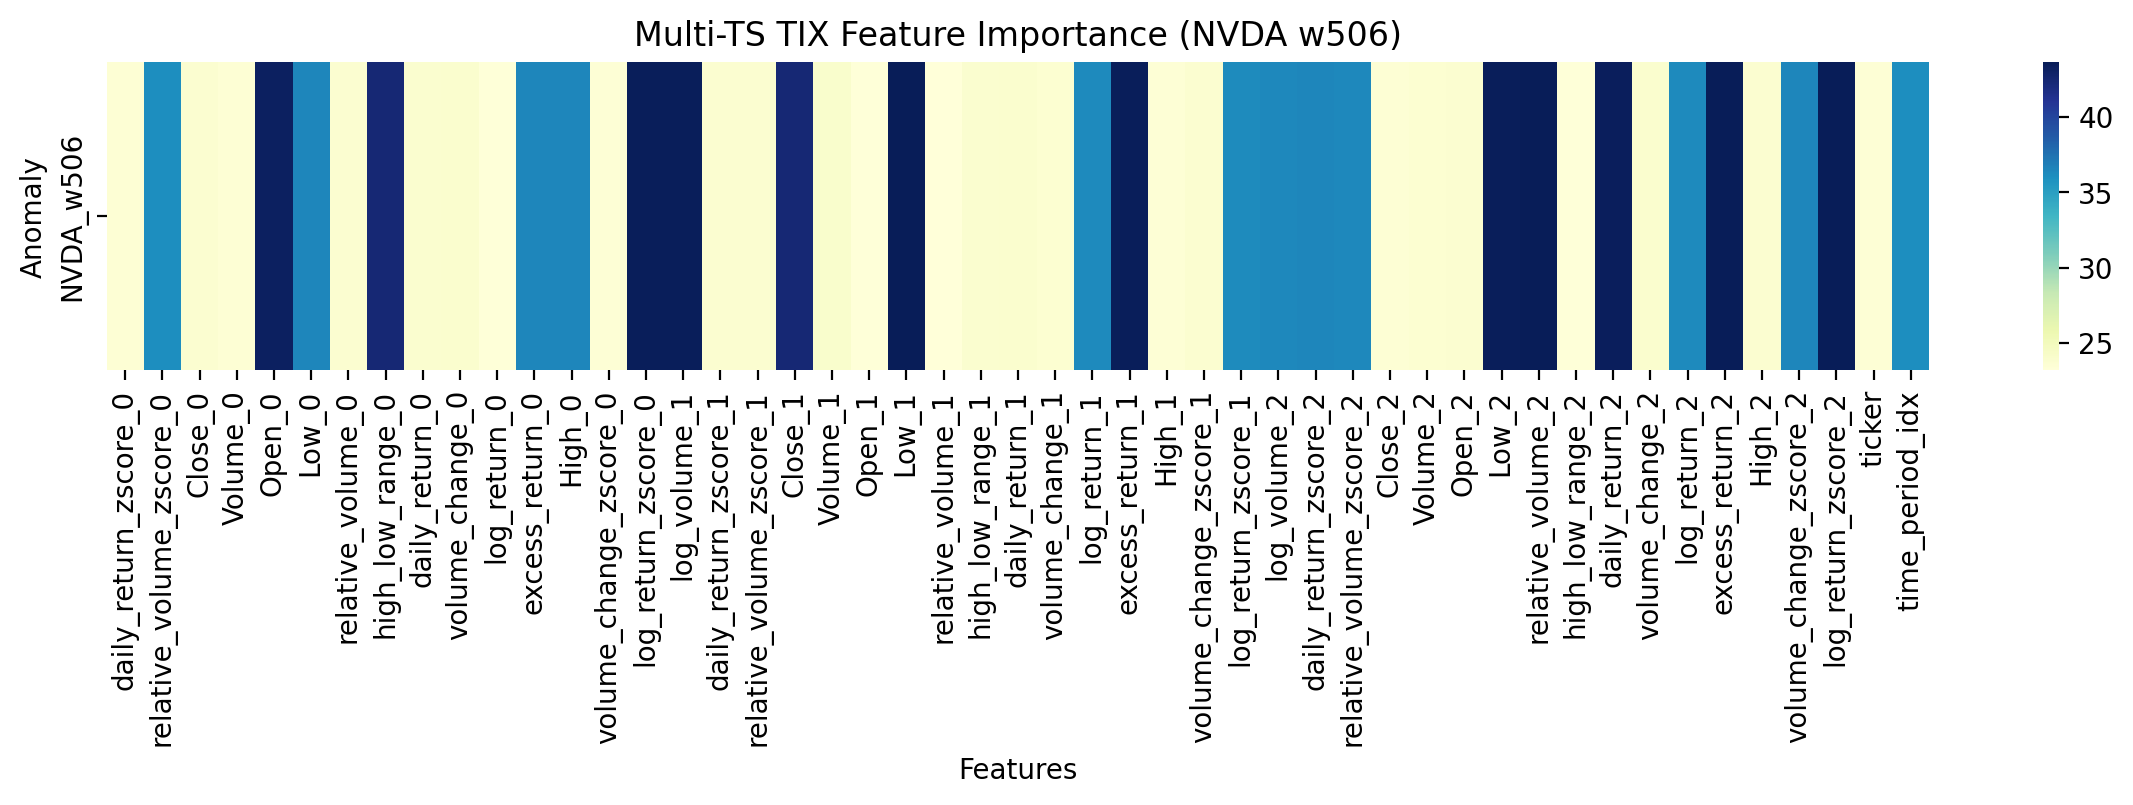 Multi-TS TIX Feature Importance (NVDA w506)
Anomaly
NVDA_w506
40
35
30
25
daily_return_zscore_0
relative_volume_zscore_0
Close_0
Volume_0
Open_0
Low_0
relative_volume_0
high_low_range_0
daily_return_0
volume_change_0
log_return_0
excess_return_0
High_0
volume_change_zscore_0
log_return_zscore_0
log_volume_1
daily_return_zscore_1
relative_volume_zscore_1
Close_1
Volume_1
Open_1
Low_1
relative_volume_1
high_low_range_1
daily_return_1
volume_change_1
log_return_1
excess_return_1
High_1
volume_change_zscore_1
log_return_zscore_1
log_volume_2
daily_return_zscore_2
relative_volume_zscore_2
Close_2
Volume_2
Open_2
Low_2
relative_volume_2
high_low_range_2
daily_return_2
volume_change_2
log_return_2
excess_return_2
High_2
volume_change_zscore_2
log_return_zscore_2
ticker
time_period_idx
Features